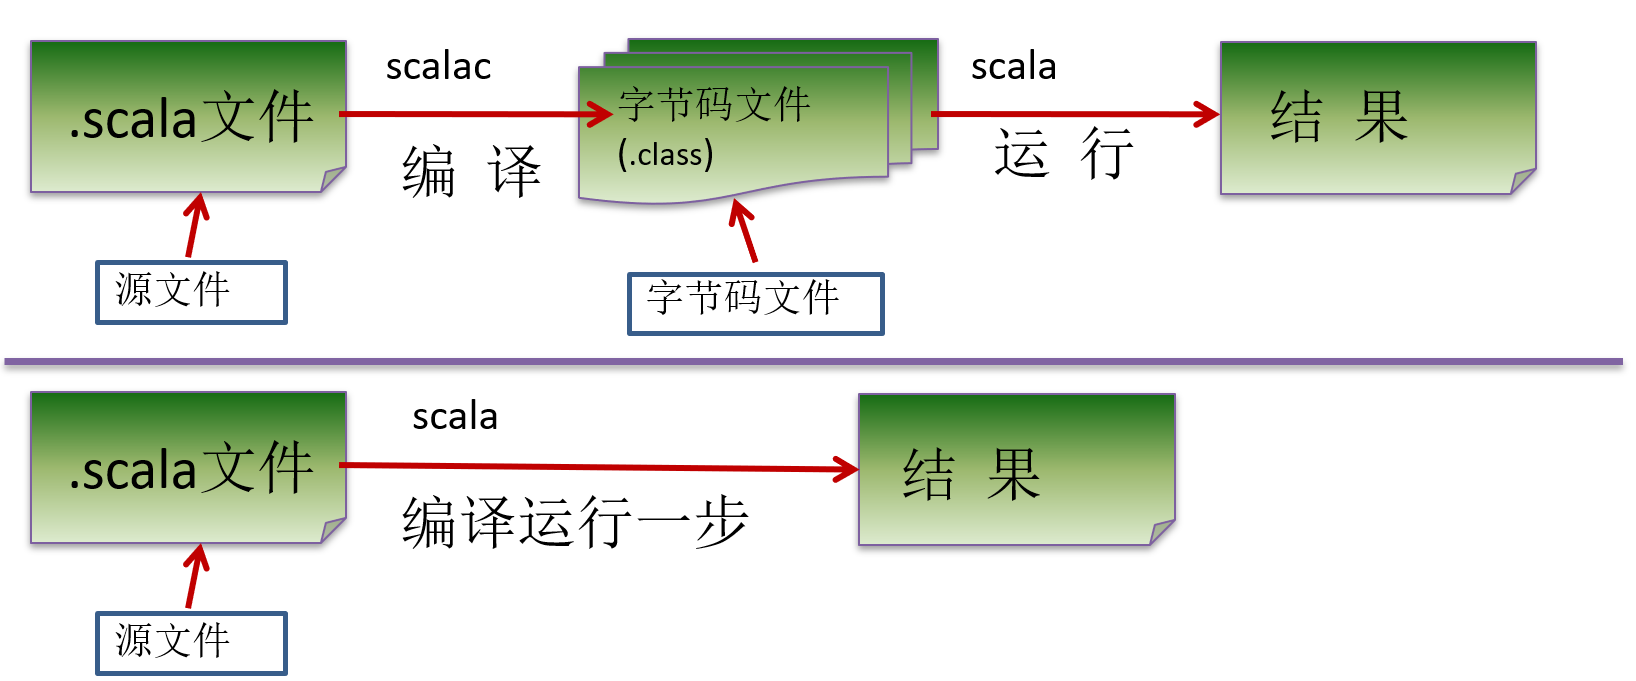 .scala文件
scalac
编 译
字节码文件
(.class)
scala
运 行
结 果
源文件
字节码文件
.scala文件
scala
编译运行一步
结 果
源文件